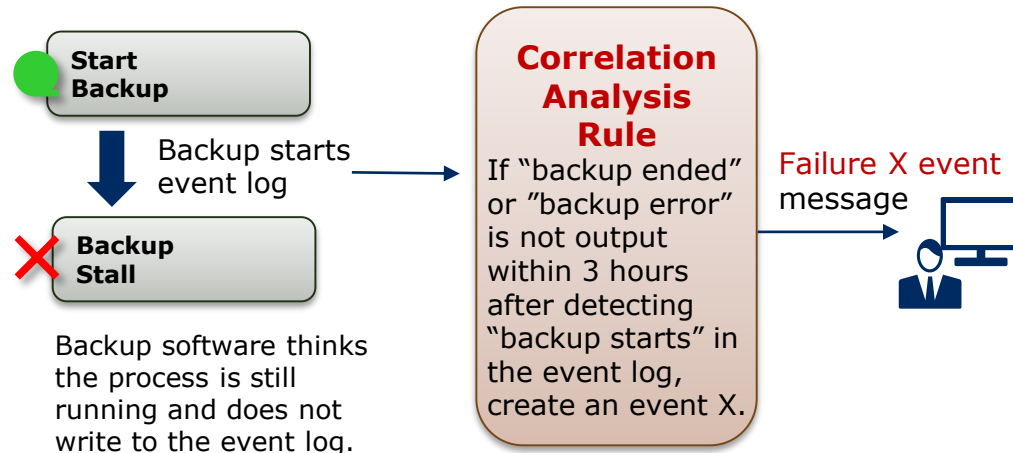 Start
Backup
Backup starts
event log
Backup
Stall
Backup software thinks
the process is still
running and does not
write to the event log.
Correlation
Analysis
Rule
If “backup ended”
or ”backup error”
is not output
within 3 hours
after detecting
“backup starts” in
the event log,
create an event X.
Failure X event
message